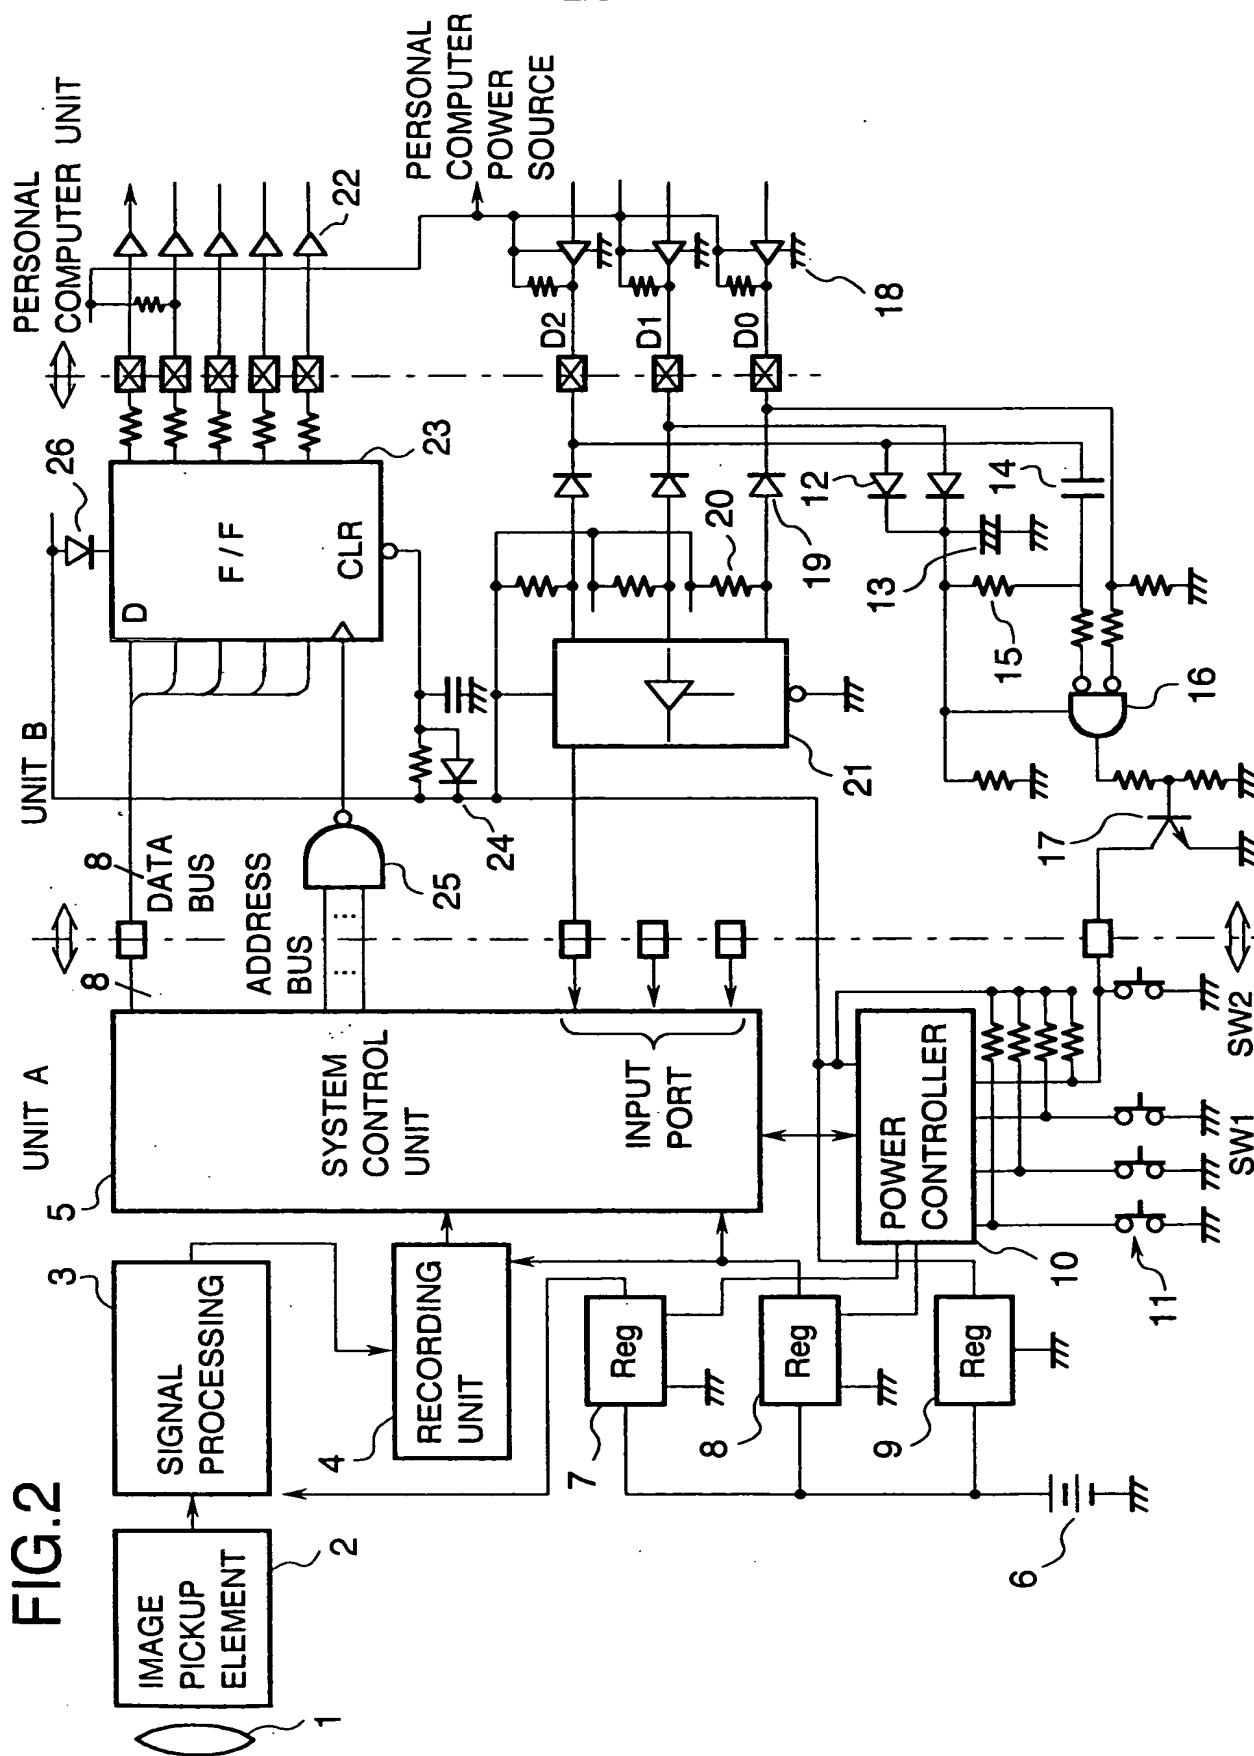 FIG.2
UNIT A
UNIT B
PERSONAL
COMPUTER UNIT
1
IMAGE
PICKUP
ELEMENT
2
SIGNAL
PROCESSING
3
RECORDING
UNIT
4
5
SYSTEM
CONTROL
UNIT
INPUT
PORT
8
8
DATA
BUS
ADDRESS
BUS
25
24
D
F/F
CLR
23
26
22
PERSONAL
COMPUTER
POWER
SOURCE
D2
D1
D0
18
19
20
21
12
13
14
15
16
17
Reg
7
Reg
8
Reg
9
6
POWER
CONTROLLER
10
11
SW1
SW2